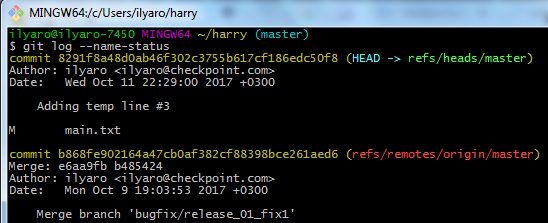 MINGW64:/c/Users/ilyaro/harry
ilyaro@ilyaro-7450 MINGW64 ~/harry (master)
$ git log --name-status
commit 8291f8a48d0ab46f302c3755b617cf186edc50f8 (HEAD -> refs/heads/master)
Author: ilyaro <ilyaro@checkpoint.com>
Date:   Wed Oct 11 22:29:00 2017 +0300
    Adding temp line #3
M       main.txt
commit b868fe902164a47cb0af382cf88398bce261aed6 (refs/remotes/origin/master)
Merge: e6aa9fb b485424
Author: ilyaro <ilyaro@checkpoint.com>
Date:   Mon Oct 9 19:03:53 2017 +0300
    Merge branch 'bugfix/release_01_fix1'